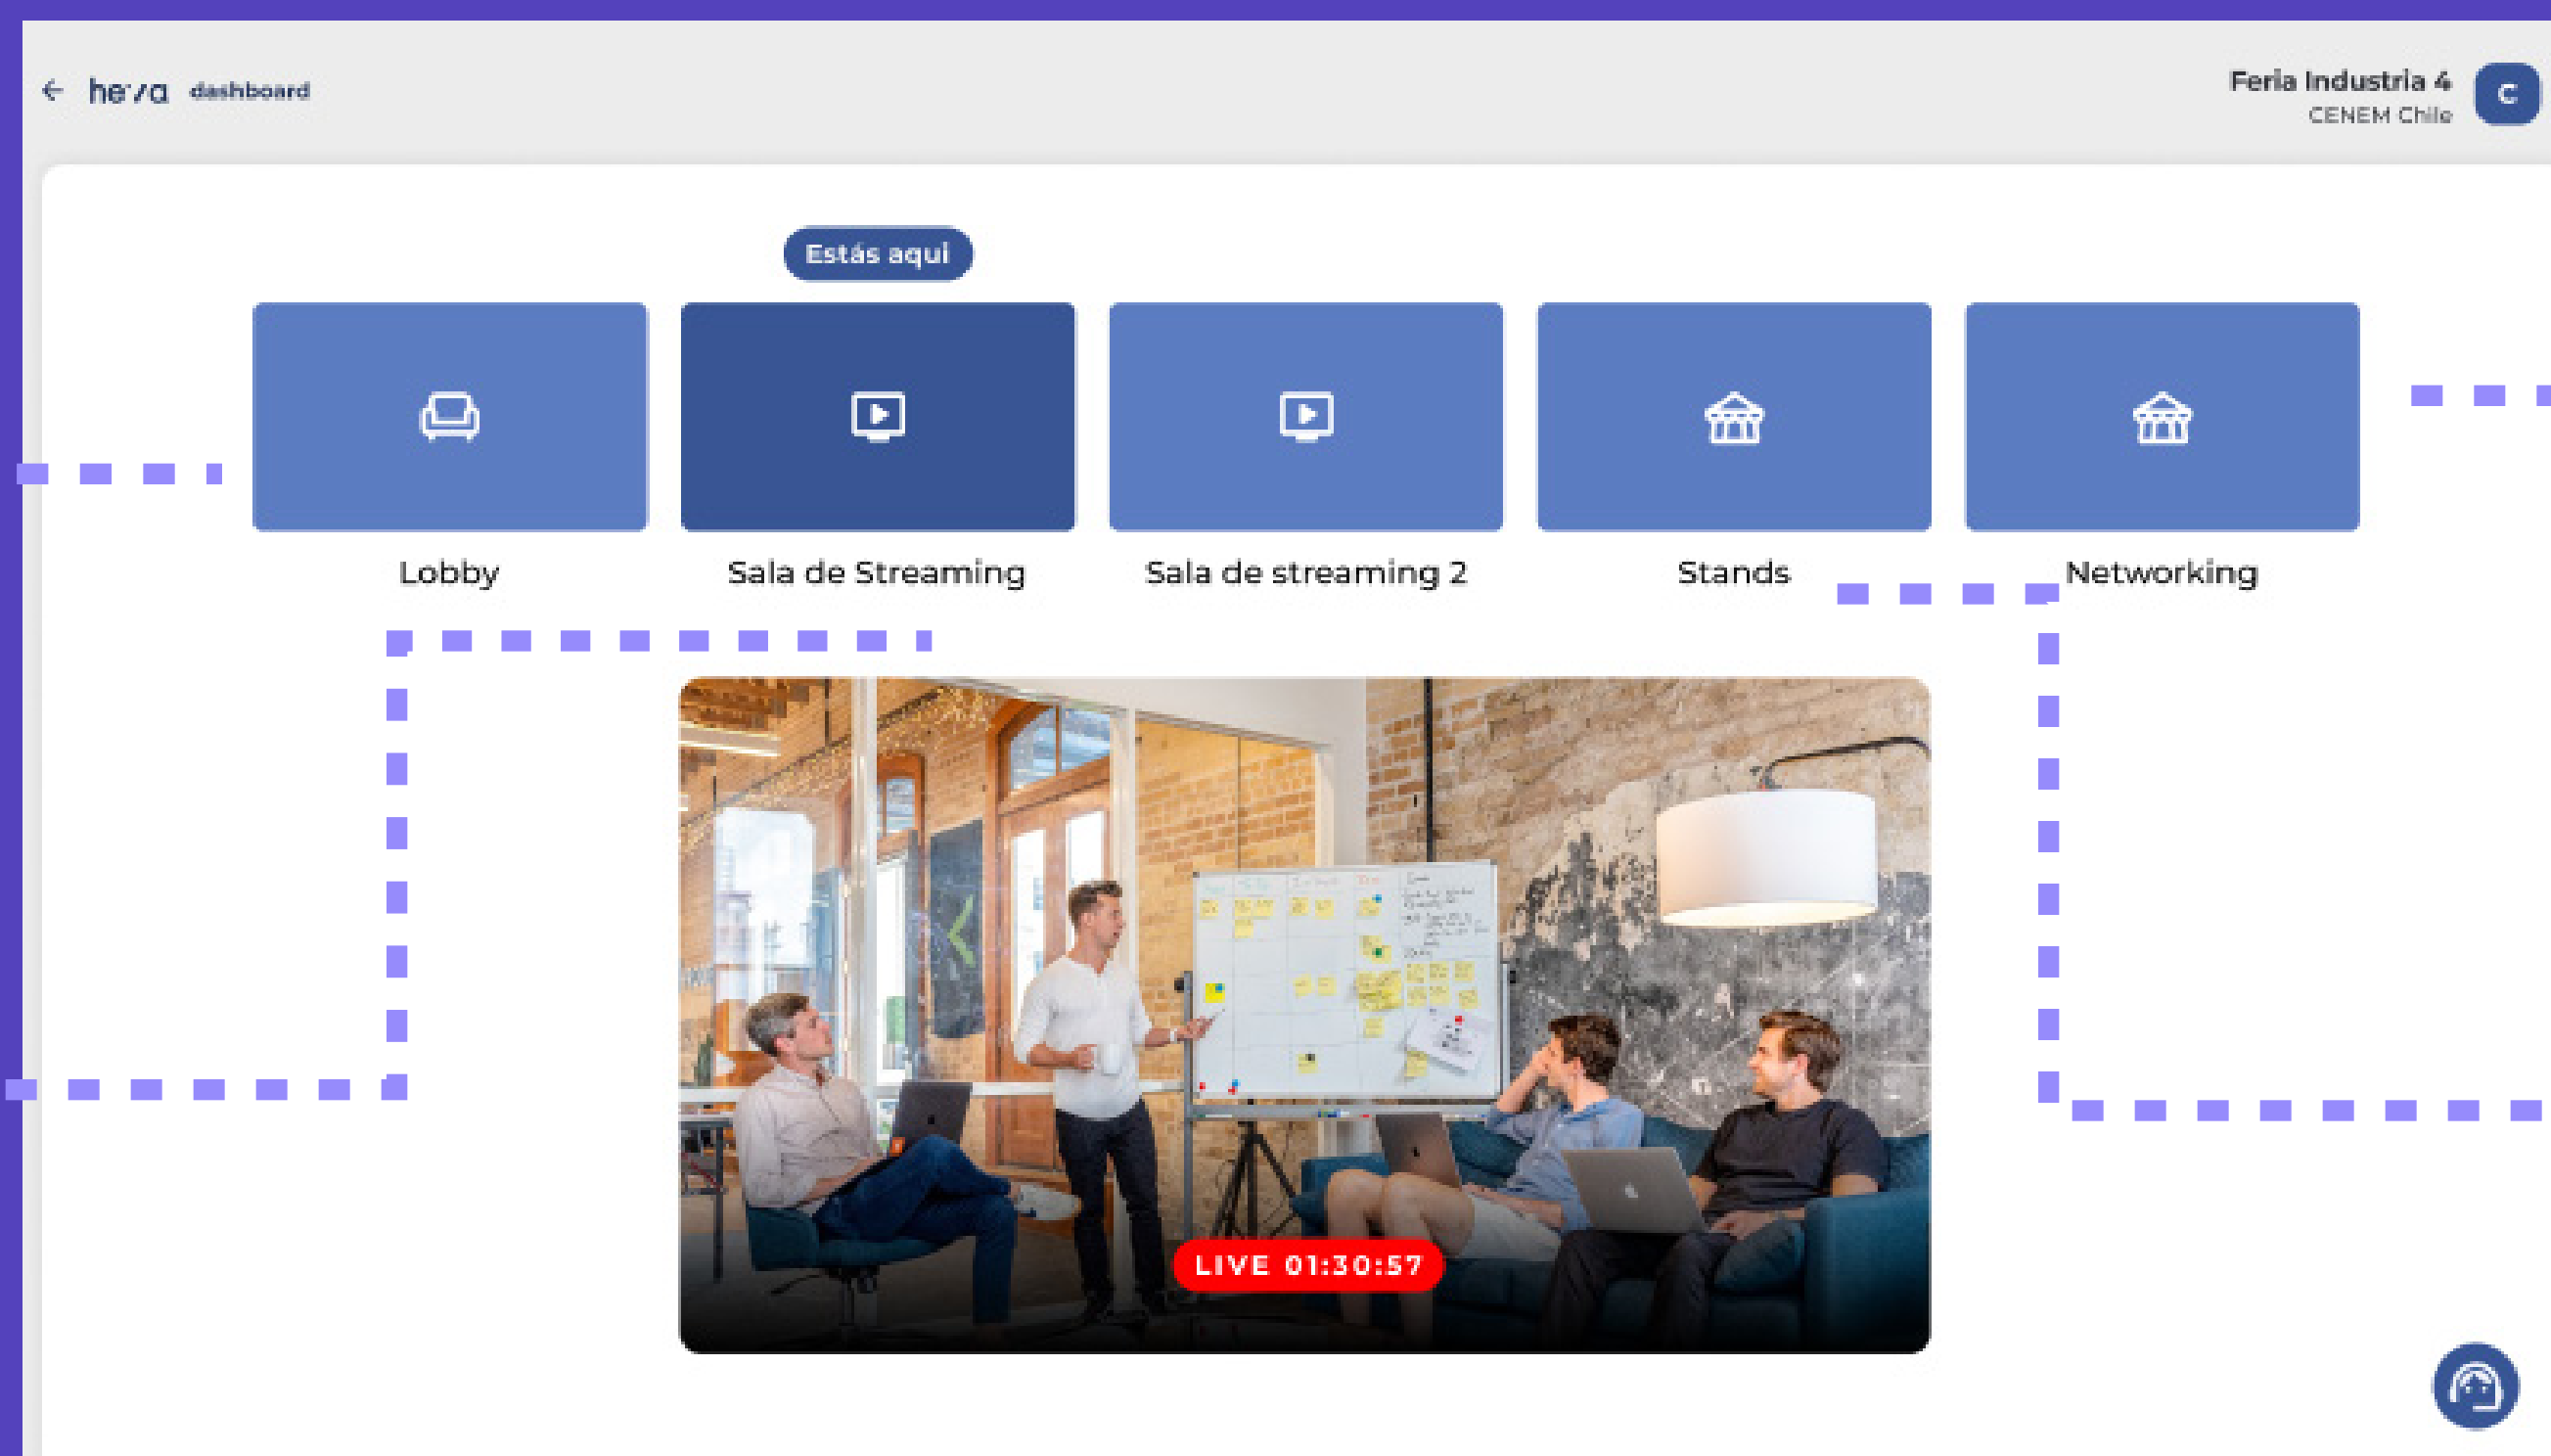 heva dashboard
Feria Industria 4
CENEM Chile
C
Estás aqui
Lobby
Sala de Streaming
Sala de streaming 2
Stands
Networking
LIVE 01:30:57